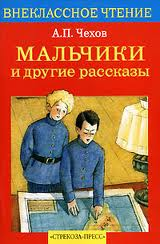 ВНЕКЛАССНОЕ ЧТЕНИЕ
А.П. Чехов
МАЛЬЧИКИ
и другие рассказы
«СТРЕКОЗА-ПРЕСС»